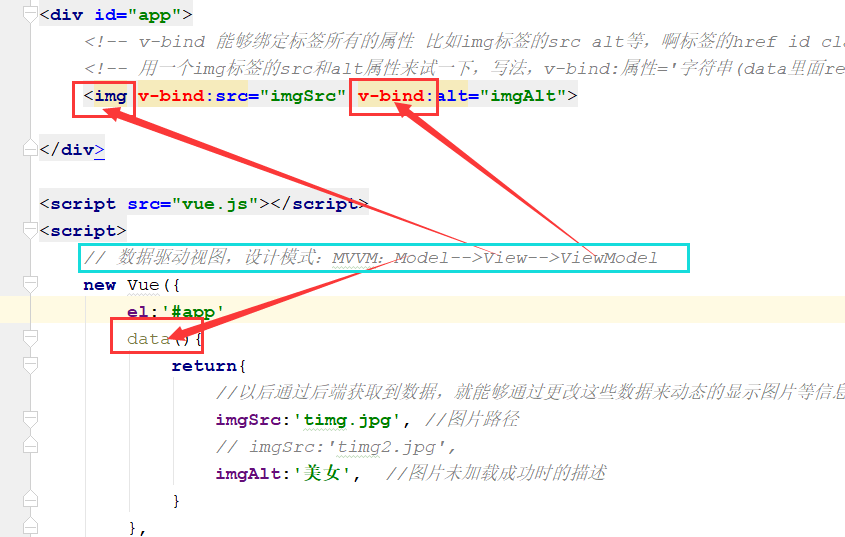 <div id="app">
<!-- v-bind 能够绑定标签所有的属性 比如img标签的src alt等，啊标签的href id cla
<!-- 用一个img标签的src和alt属性来试一下，写法，v-bind:属性='字符串(data里面re
<img v-bind:src="imgSrc" v-bind:alt="imgAlt">
</div>
<script src="vue.js"></script>
<script>
// 数据驱动视图，设计模式：MVVM：Model-->View-->ViewModel
new Vue({
el:'#app'
data(){
return{
//以后通过后端获取到数据，就能够通过更改这些数据来动态的显示图片等信息
imgSrc:'timg.jpg', //图片路径
// imgSrc:'timg2.jpg',
imgAlt:'美女', //图片未加载成功时的描述
}
},